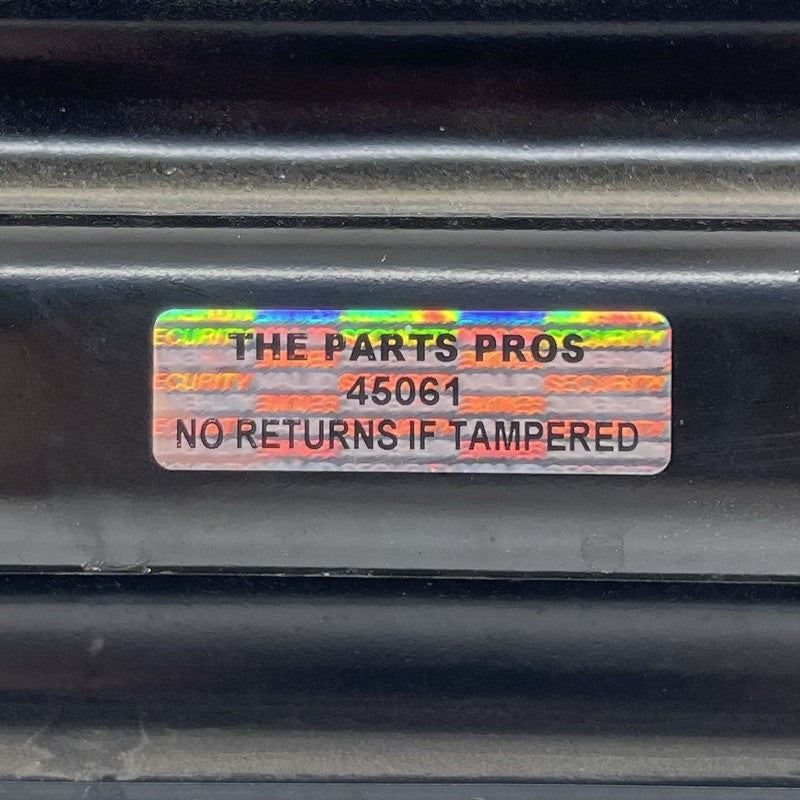 THE PARTS PROS
45061
NO RETURNS IF TAMPERED